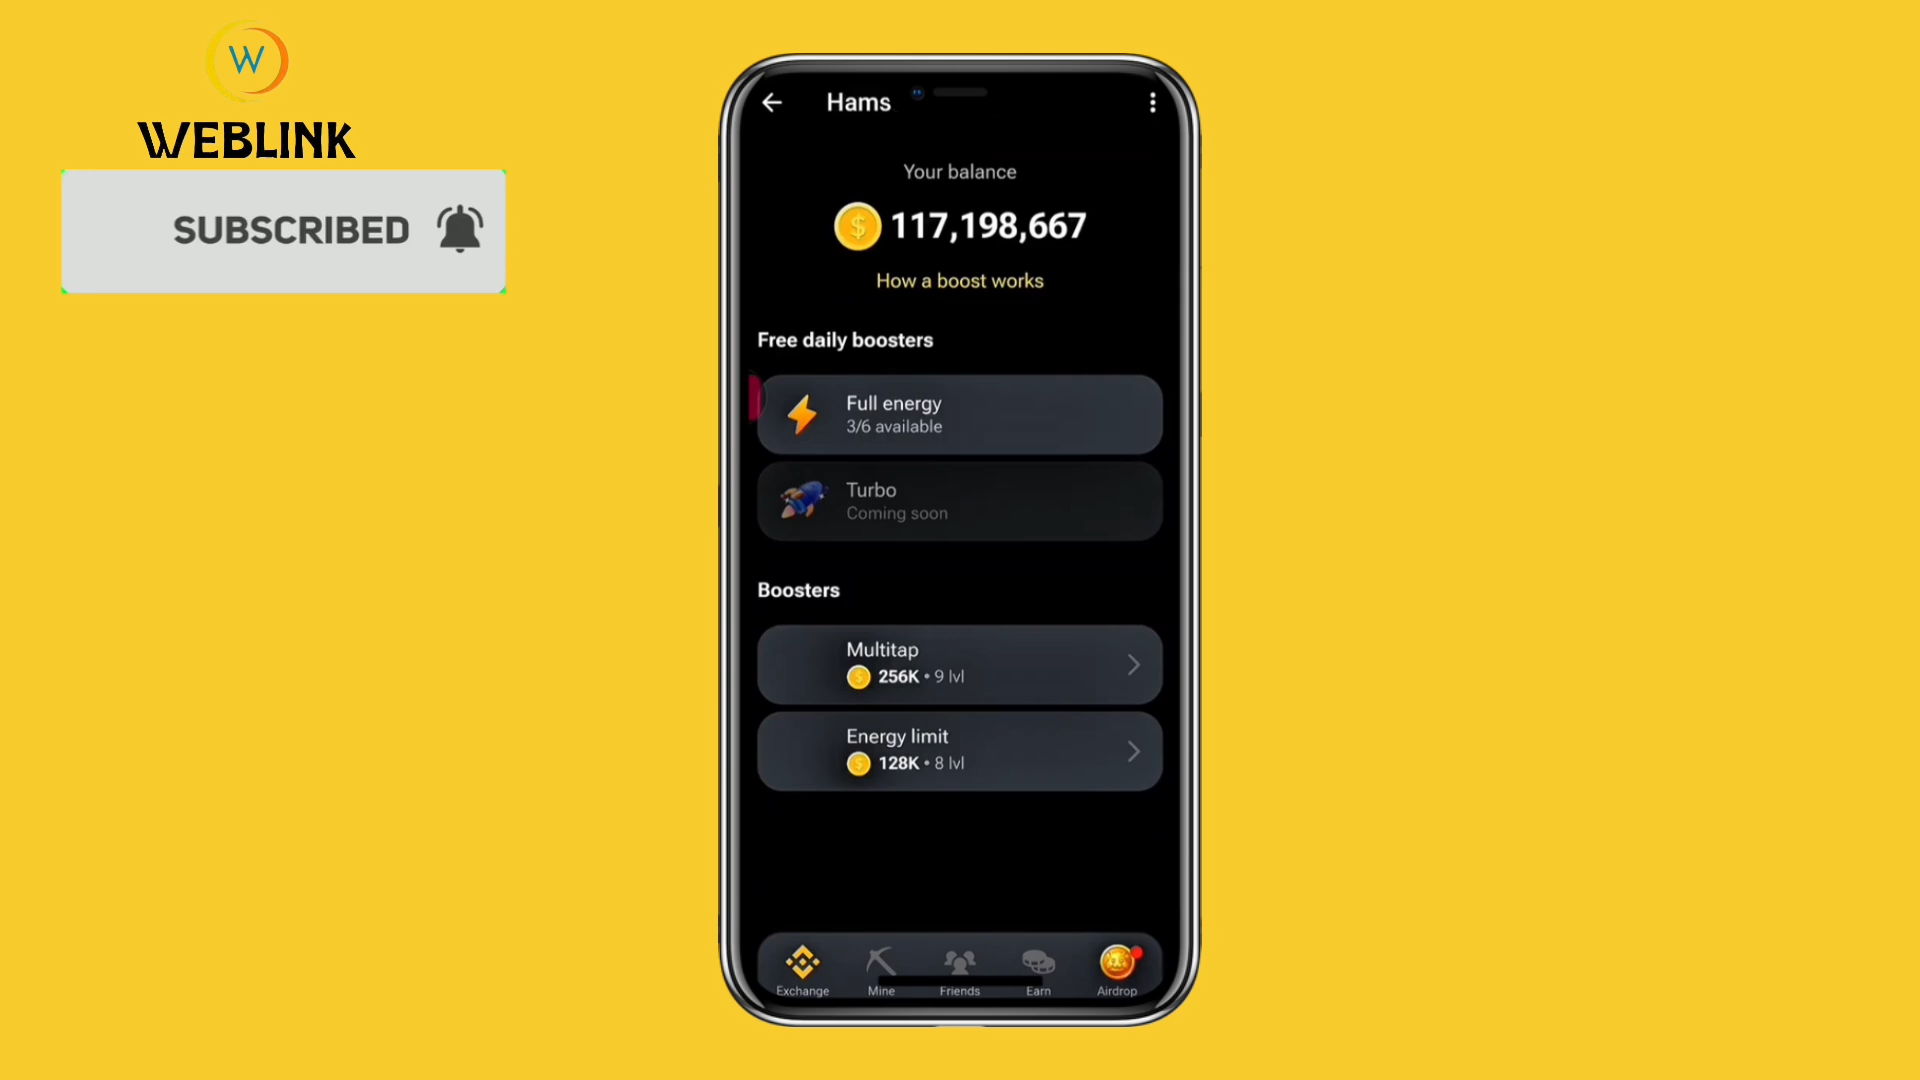 W
WEBLINK
SUBSCRIBED
Hams
Your balance
$ 117,198,667
How a boost works
Free daily boosters
Full energy
3/6 available
Turbo
Coming soon
Boosters
Multitap
$ 256K • 9 lvl
Energy limit
$ 128K • 8 lvl
Exchange Mine Friends Earn Airdrop